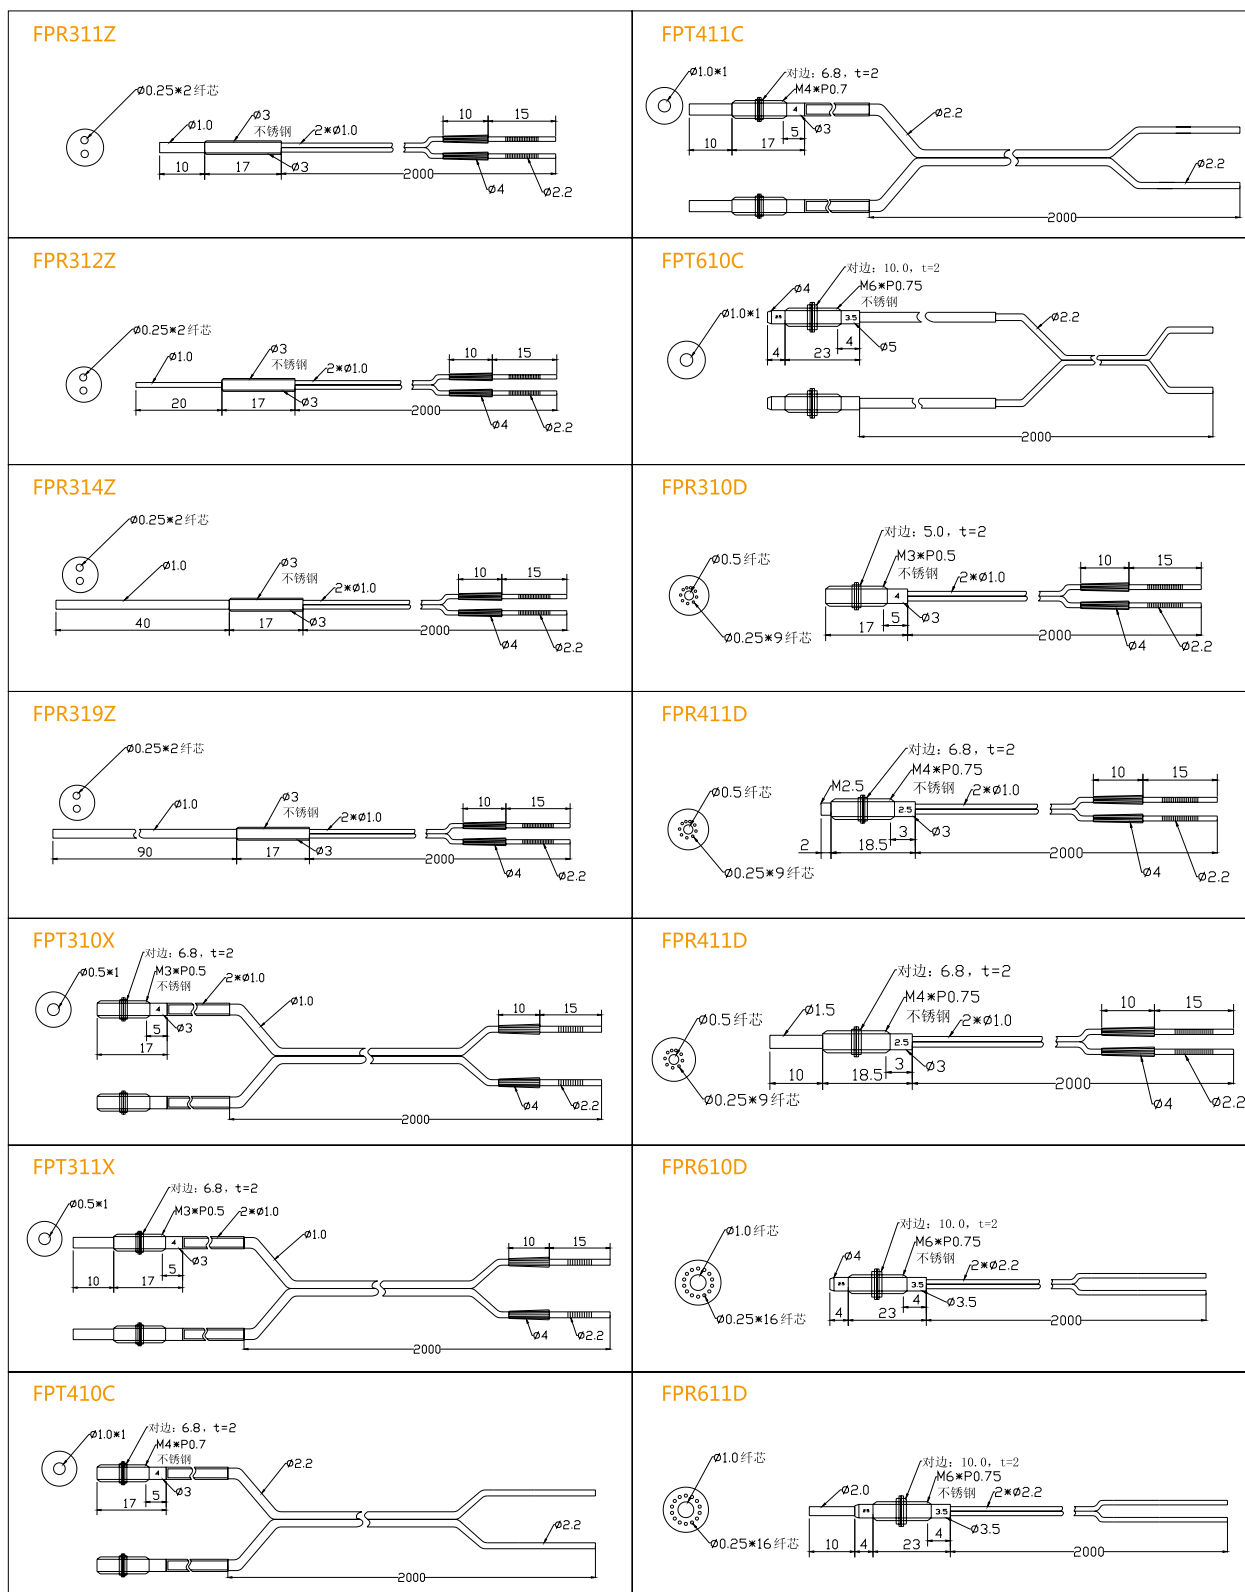 FPR311Z
Ø0.25*2纤芯
Ø1.0
Ø3
不锈钢
2*Ø1.0
10
15
10
17
Ø3
2000
Ø4
Ø2.2
FPT411C
Ø1.0*1
对边: 6.8, t=2
M4*P0.7
4
5
Ø3
10
17
Ø2.2
Ø2.2
2000
FPR312Z
Ø0.25*2纤芯
Ø1.0
Ø3
不锈钢
2*Ø1.0
10
15
20
17
Ø3
2000
Ø4
Ø2.2
FPT610C
Ø1.0*1
对边: 10.0, t=2
M6*P0.75
不锈钢
Ø4
25
3.5
4
Ø5
4
23
Ø2.2
2000
FPR314Z
Ø0.25*2纤芯
Ø1.0
Ø3
不锈钢
2*Ø1.0
10
15
40
17
Ø3
2000
Ø4
Ø2.2
FPR310D
Ø0.5纤芯
Ø0.25*9纤芯
对边: 5.0, t=2
M3*P0.5
不锈钢
4
2*Ø1.0
10
15
5
Ø3
17
2000
Ø4
Ø2.2
FPR319Z
Ø0.25*2纤芯
Ø1.0
Ø3
不锈钢
2*Ø1.0
10
15
90
17
Ø3
2000
Ø4
Ø2.2
FPR411D
Ø0.5纤芯
Ø0.25*9纤芯
对边: 6.8, t=2
M4*P0.75
不锈钢
M2.5
2.5
2*Ø1.0
10
15
3
Ø3
2
18.5
2000
Ø4
Ø2.2
FPT310X
Ø0.5*1
对边: 6.8, t=2
M3*P0.5
不锈钢
2*Ø1.0
4
5
Ø3
17
Ø1.0
10
15
Ø4
Ø2.2
2000
FPR411D
Ø0.5纤芯
Ø0.25*9纤芯
对边: 6.8, t=2
M4*P0.75
不锈钢
Ø1.5
2.5
2*Ø1.0
10
15
3
Ø3
10
18.5
2000
Ø4
Ø2.2
FPT311X
Ø0.5*1
对边: 6.8, t=2
M3*P0.5
2*Ø1.0
4
5
Ø3
10
17
Ø1.0
10
15
Ø4
Ø2.2
2000
FPR610D
Ø1.0纤芯
Ø0.25*16纤芯
对边: 10.0, t=2
M6*P0.75
不锈钢
Ø4
25
3.5
2*Ø2.2
4
Ø3.5
4
23
2000
FPT410C
Ø1.0*1
对边: 6.8, t=2
M4*P0.7
不锈钢
4
5
Ø3
17
Ø2.2
Ø2.2
2000
FPR611D
Ø1.0纤芯
Ø0.25*16纤芯
对边: 10.0, t=2
M6*P0.75
不锈钢
Ø2.0
25
3.5
2*Ø2.2
4
Ø3.5
10
4
23
2000